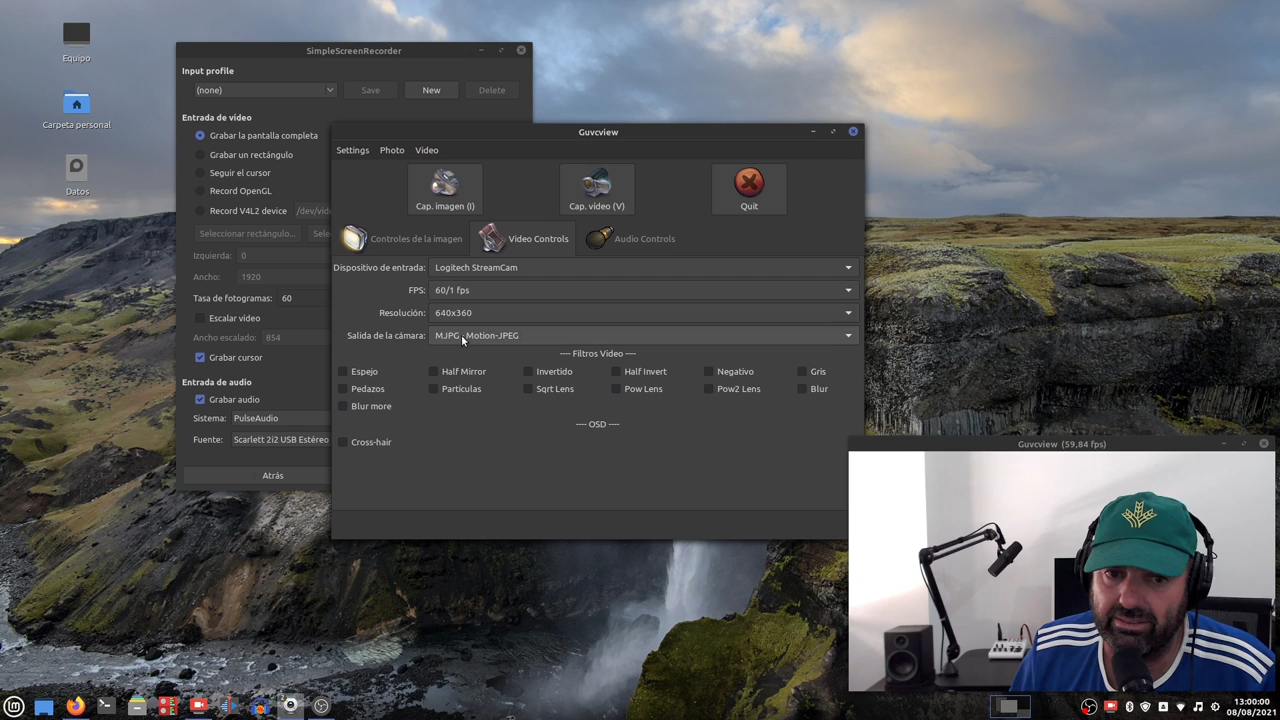 Equipo
Carpeta personal
Datos
SimpleScreenRecorder
Input profile
(none)
Save
New
Delete
Entrada de vídeo
Grabar la pantalla completa
Grabar un rectángulo
Seguir el cursor
Record OpenGL
Record V4L2 device
Seleccionar rectángulo...
Izquierda: 0
Ancho: 1920
Tasa de fotogramas: 60
Escalar vídeo
Ancho escalado: 854
Grabar cursor
Entrada de audio
Grabar audio
Sistema: PulseAudio
Fuente: Scarlett 2i2 USB Estéreo
Atrás
Guvcview
Settings Photo Video
Cap. imagen (I)
Cap. vídeo (V)
Quit
Controles de la imagen
Video Controls
Audio Controls
Dispositivo de entrada: Logitech StreamCam
FPS: 60/1 fps
Resolución: 640x360
Salida de la cámara: MJPG - Motion-JPEG
---- Filtros Video ----
Espejo Half Mirror Invertido Half Invert Negativo Gris
Pedazos Partículas Sqrt Lens Pow Lens Pow2 Lens Blur
Blur more
---- OSD ----
Cross-hair
Guvcview (59,84 fps)
13:00:00
08/08/2021